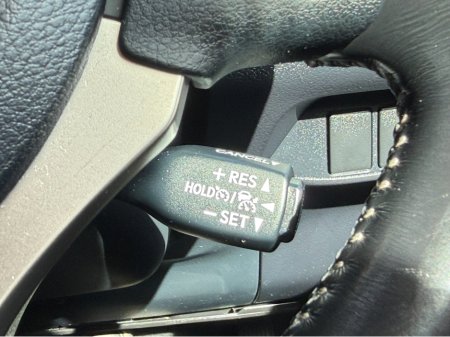 CANCEL
+ RES ▲
HOLD / ◀
− SET ▼